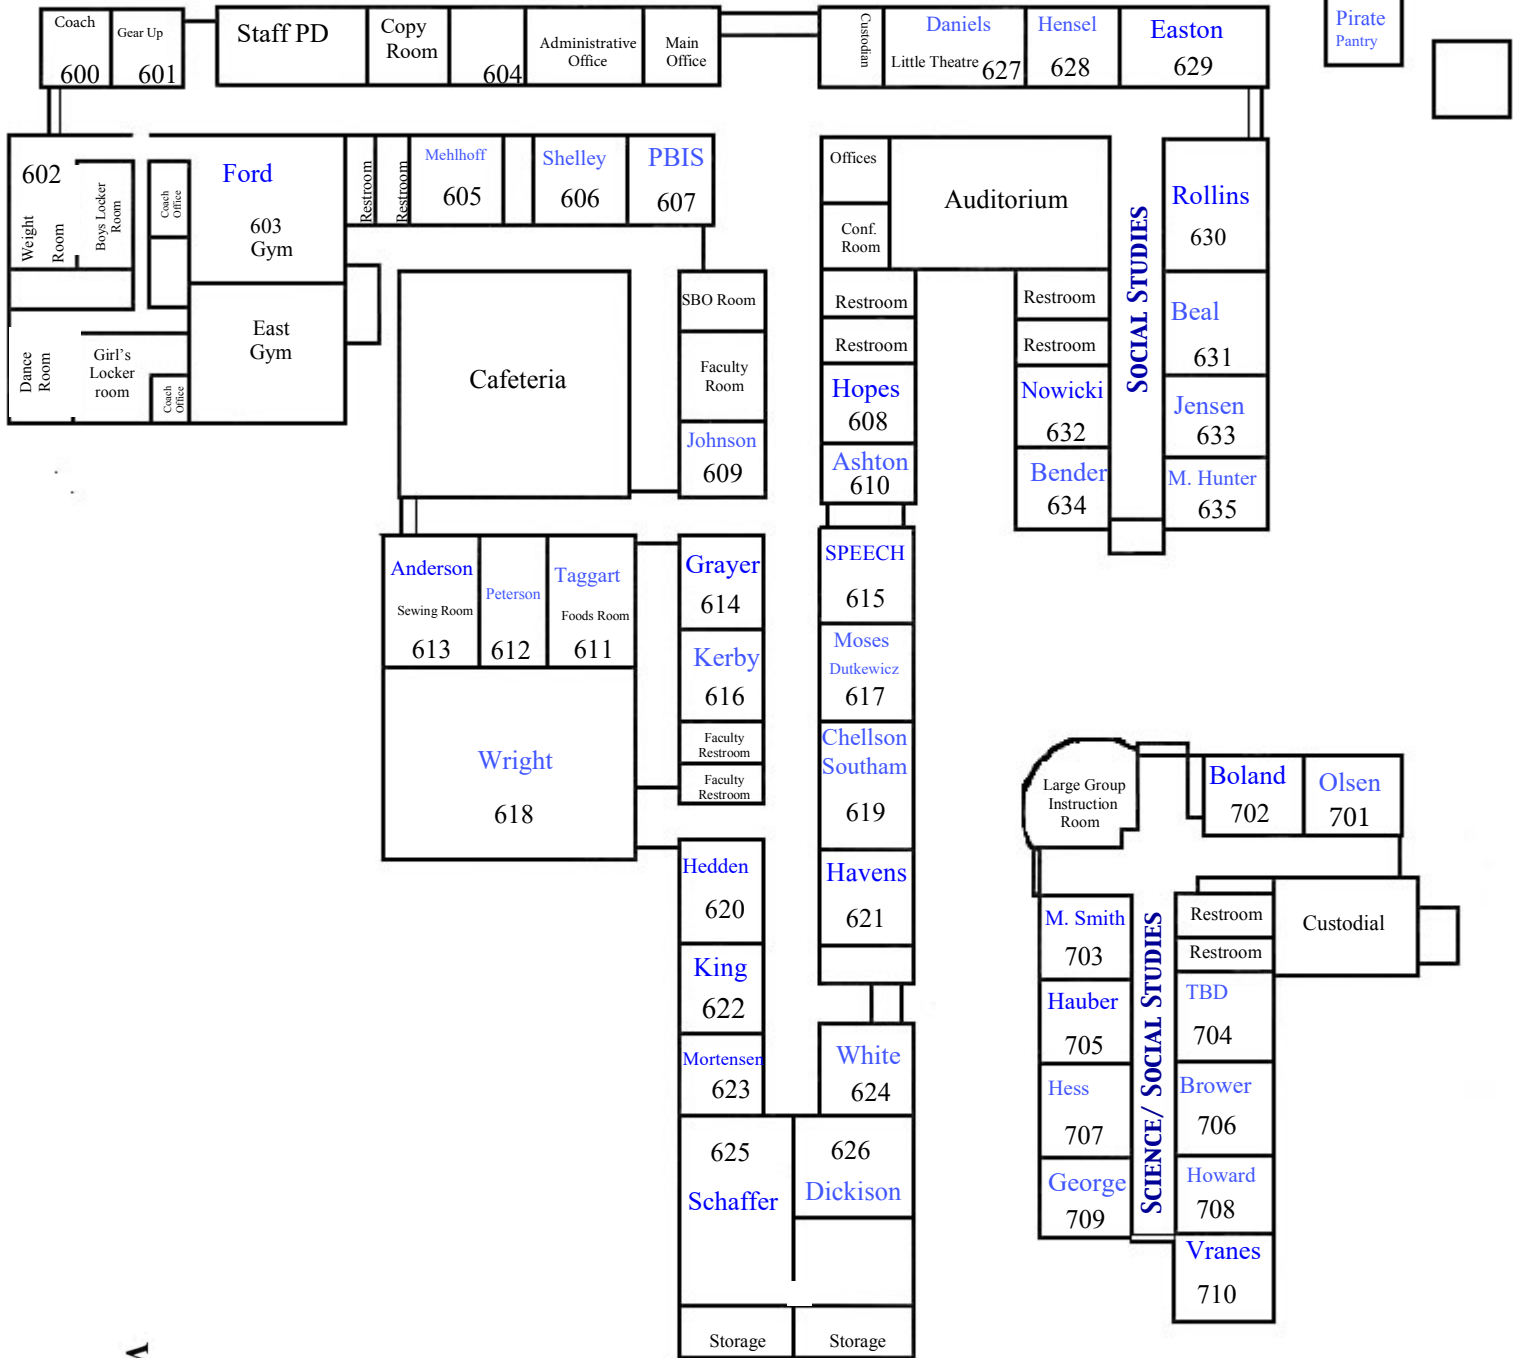 Coach
600
Gear Up
601
Staff PD
Copy
Room
604
Administrative
Office
Main
Office
Custodian
Daniels
Little Theatre 627
Hensel
628
Easton
629
Pirate
Pantry
602
Weight
Room
Boys Locker
Room
Coach
Office
Ford
603
Gym
Restroom
Restroom
Mehlhoff
605
Shelley
606
PBIS
607
Offices
Conf.
Room
Auditorium
SOCIAL STUDIES
Rollins
630
Dance
Room
Girl's
Locker
room
Coach
Office
East
Gym
Cafeteria
SBO Room
Faculty
Room
Johnson
609
Restroom
Restroom
Hopes
608
Ashton
610
Restroom
Restroom
Nowicki
632
Bender
634
Beal
631
Jensen
633
M. Hunter
635
Anderson
Sewing Room
613
Peterson
612
Taggart
Foods Room
611
Grayer
614
Kerby
616
Faculty
Restroom
Faculty
Restroom
Wright
618
SPEECH
615
Moses
Dutkewicz
617
Chellson
Southam
619
Havens
621
Hedden
620
King
622
Mortensen
623
White
624
625
Schaffer
626
Dickison
Storage
Storage
Large Group
Instruction
Room
Boland
702
Olsen
701
M. Smith
703
Hauber
705
Hess
707
George
709
SCIENCE/ SOCIAL STUDIES
Restroom
Restroom
Custodial
TBD
704
Brower
706
Howard
708
Vranes
710